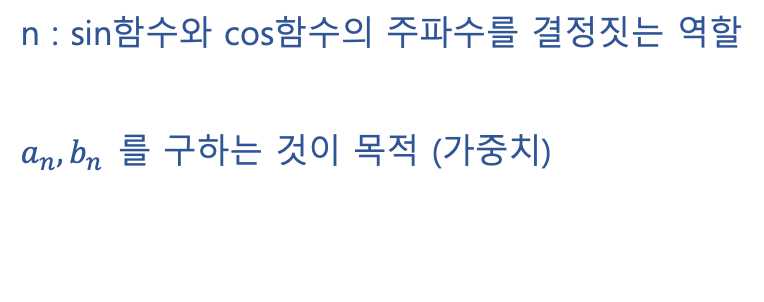 n : sin함수와 cos함수의 주파수를 결정짓는 역할
aₙ, bₙ 를 구하는 것이 목적 (가중치)